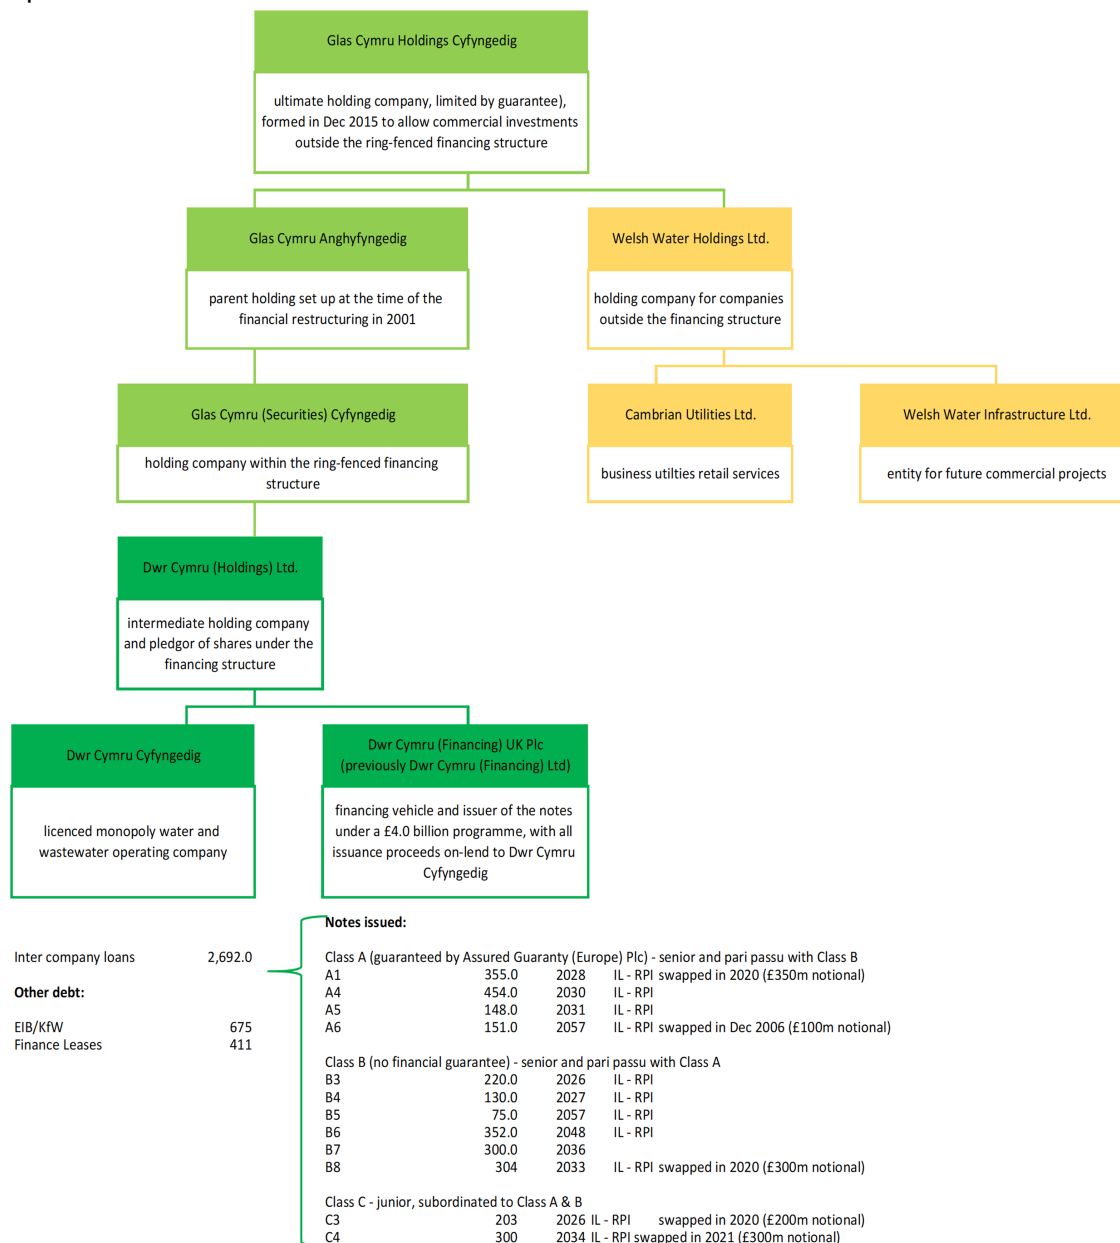 Glas Cymru Holdings Cyfyngedig
ultimate holding company, limited by guarantee),
formed in Dec 2015 to allow commercial investments
outside the ring-fenced financing structure
Glas Cymru Anghyfyngedig
parent holding set up at the time of the
financial restructuring in 2001
Welsh Water Holdings Ltd.
holding company for companies
outside the financing structure
Glas Cymru (Securities) Cyfyngedig
holding company within the ring-fenced financing
structure
Cambrian Utilities Ltd.
business utilties retail services
Welsh Water Infrastructure Ltd.
entity for future commercial projects
Dwr Cymru (Holdings) Ltd.
intermediate holding company
and pledgor of shares under the
financing structure
Dwr Cymru Cyfyngedig
licenced monopoly water and
wastewater operating company
Dwr Cymru (Financing) UK Plc
(previously Dwr Cymru (Financing) Ltd)
financing vehicle and issuer of the notes
under a £4.0 billion programme, with all
issuance proceeds on-lend to Dwr Cymru
Cyfyngedig
Inter company loans 2,692.0
Other debt:
EIB/KfW 675
Finance Leases 411
Notes issued:
Class A (guaranteed by Assured Guaranty (Europe) Plc) - senior and pari passu with Class B
A1 355.0 2028 IL - RPI swapped in 2020 (£350m notional)
A4 454.0 2030 IL - RPI
A5 148.0 2031 IL - RPI
A6 151.0 2057 IL - RPI swapped in Dec 2006 (£100m notional)
Class B (no financial guarantee) - senior and pari passu with Class A
B3 220.0 2026 IL - RPI
B4 130.0 2027 IL - RPI
B5 75.0 2057 IL - RPI
B6 352.0 2048 IL - RPI
B7 300.0 2036
B8 304 2033 IL - RPI swapped in 2020 (£300m notional)
Class C - junior, subordinated to Class A & B
C3 203 2026 IL - RPI swapped in 2020 (£200m notional)
C4 300 2034 IL - RPI swapped in 2021 (£300m notional)